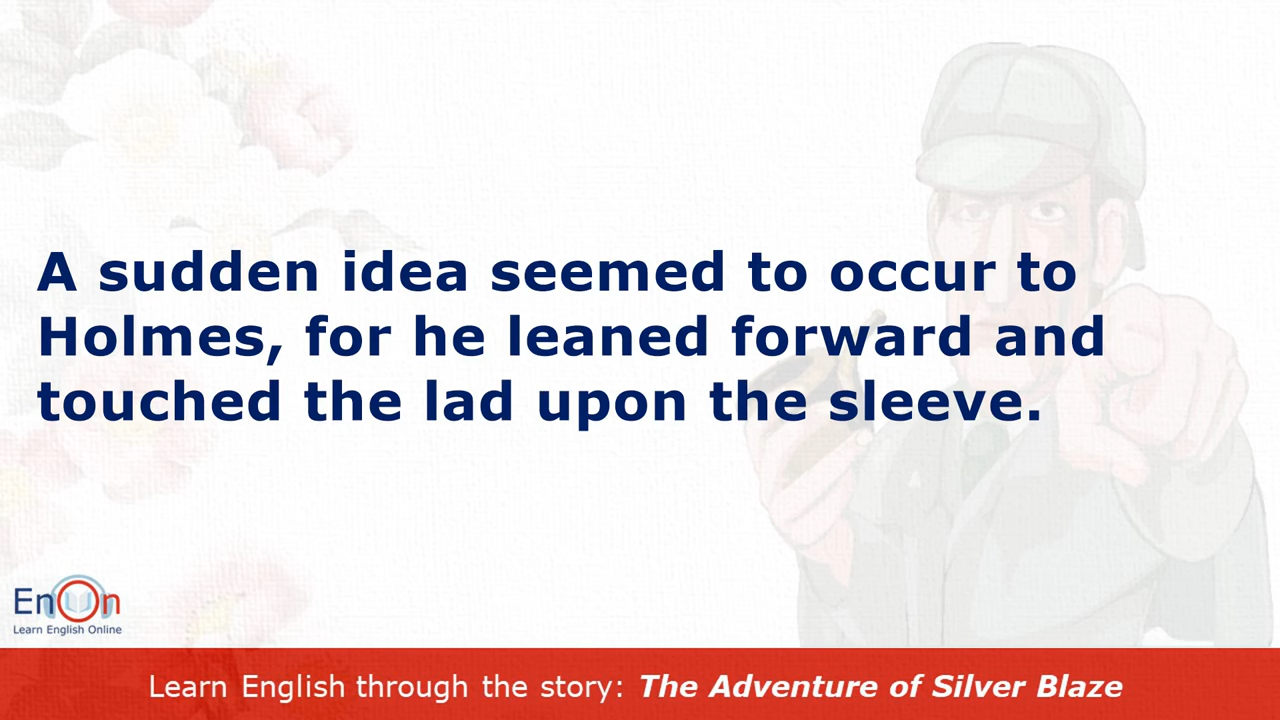 A sudden idea seemed to occur to
Holmes, for he leaned forward and
touched the lad upon the sleeve.
EnOn
Learn English Online
Learn English through the story: The Adventure of Silver Blaze